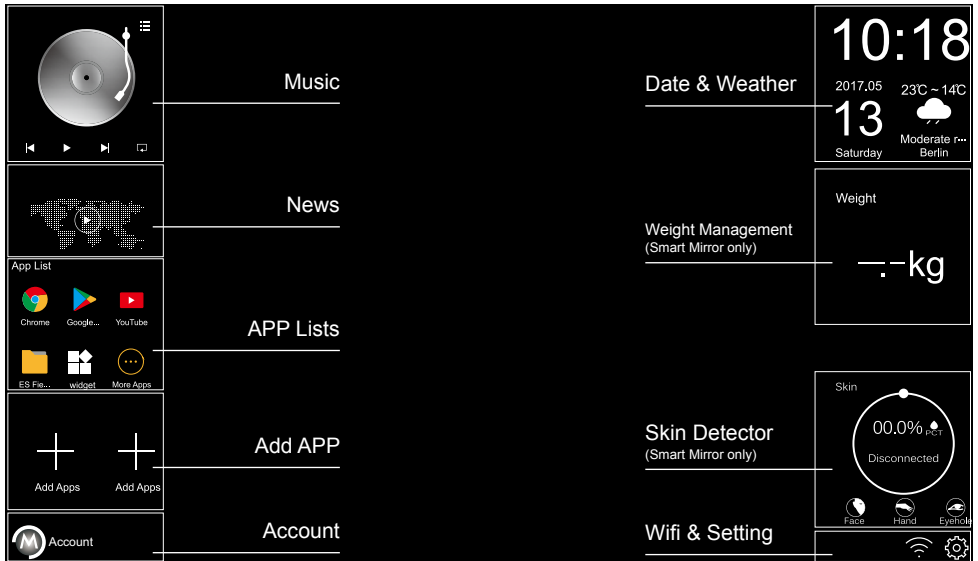 Music
News
App List
Chrome
Google...
YouTube
ES Fie...
widget
More Apps
APP Lists
Add Apps
Add Apps
Add APP
M
Account
Account
Date & Weather
10:18
2017.05
13
Saturday
23℃ ~ 14℃
Moderate r...
Berlin
Weight Management
(Smart Mirror only)
Weight
--.-kg
Skin Detector
(Smart Mirror only)
Skin
00.0% PCT
Disconnected
Face
Hand
Eyehole
Wifi & Setting